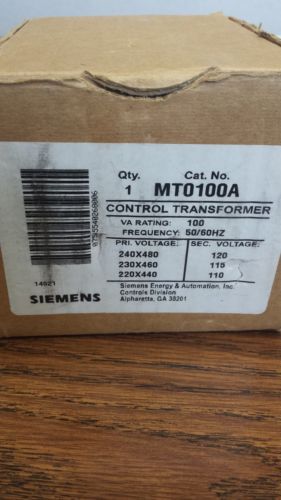 Qty. Cat. No.
1 MT0100A
CONTROL TRANSFORMER
VA RATING: 100
FREQUENCY: 50/60HZ
PRI. VOLTAGE: SEC. VOLTAGE:
240X480 120
230X460 115
220X440 110
14521
SIEMENS
Siemens Energy & Automation, Inc.
Controls Division
Alpharetta, GA 30201